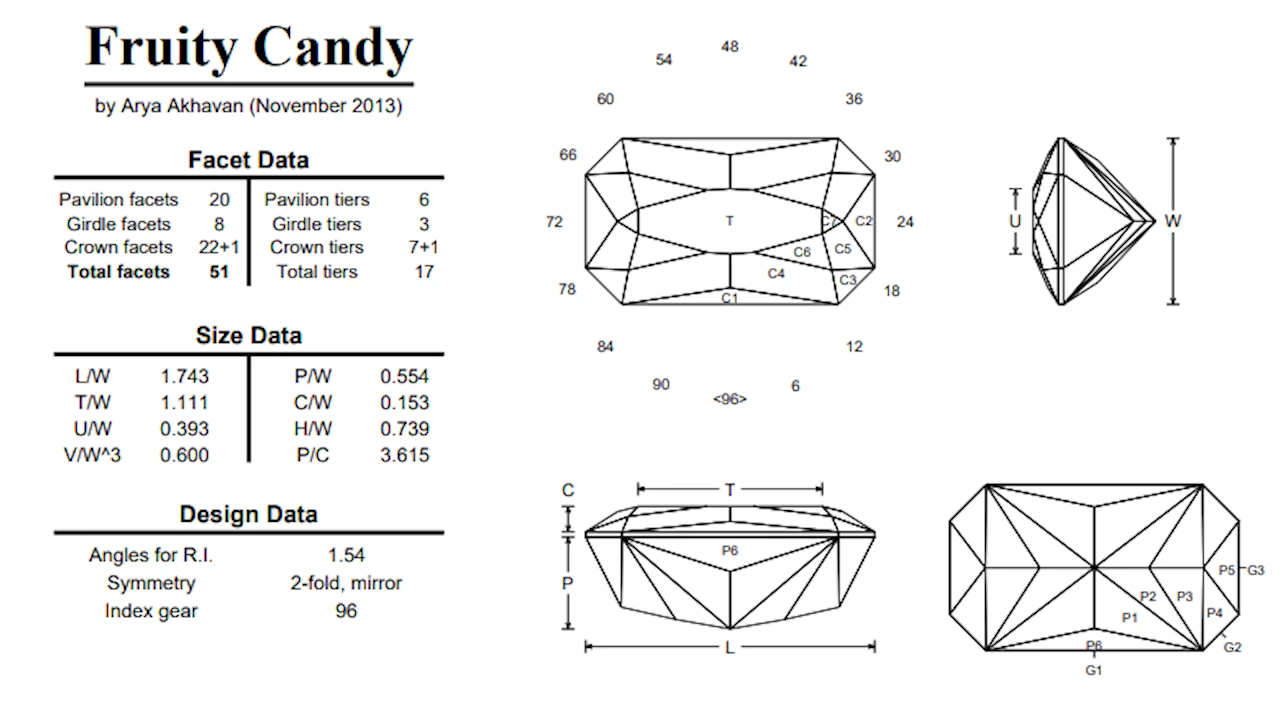 Fruity Candy
by Arya Akhavan (November 2013)
Facet Data
Pavilion facets 20 Pavilion tiers 6
Girdle facets 8 Girdle tiers 3
Crown facets 22+1 Crown tiers 7+1
Total facets 51 Total tiers 17
Size Data
L/W 1.743 P/W 0.554
T/W 1.111 C/W 0.153
U/W 0.393 H/W 0.739
V/W^3 0.600 P/C 3.615
Design Data
Angles for R.I. 1.54
Symmetry 2-fold, mirror
Index gear 96
48
54 42
60 36
66 30
72 T C7 C2 24
C6 C5
C4 C3
78 C1 18
84 12
90 6
<96>
U W
C T
P6
P
L
P5 G3
P2 P3
P1 P4
P6 G2
G1